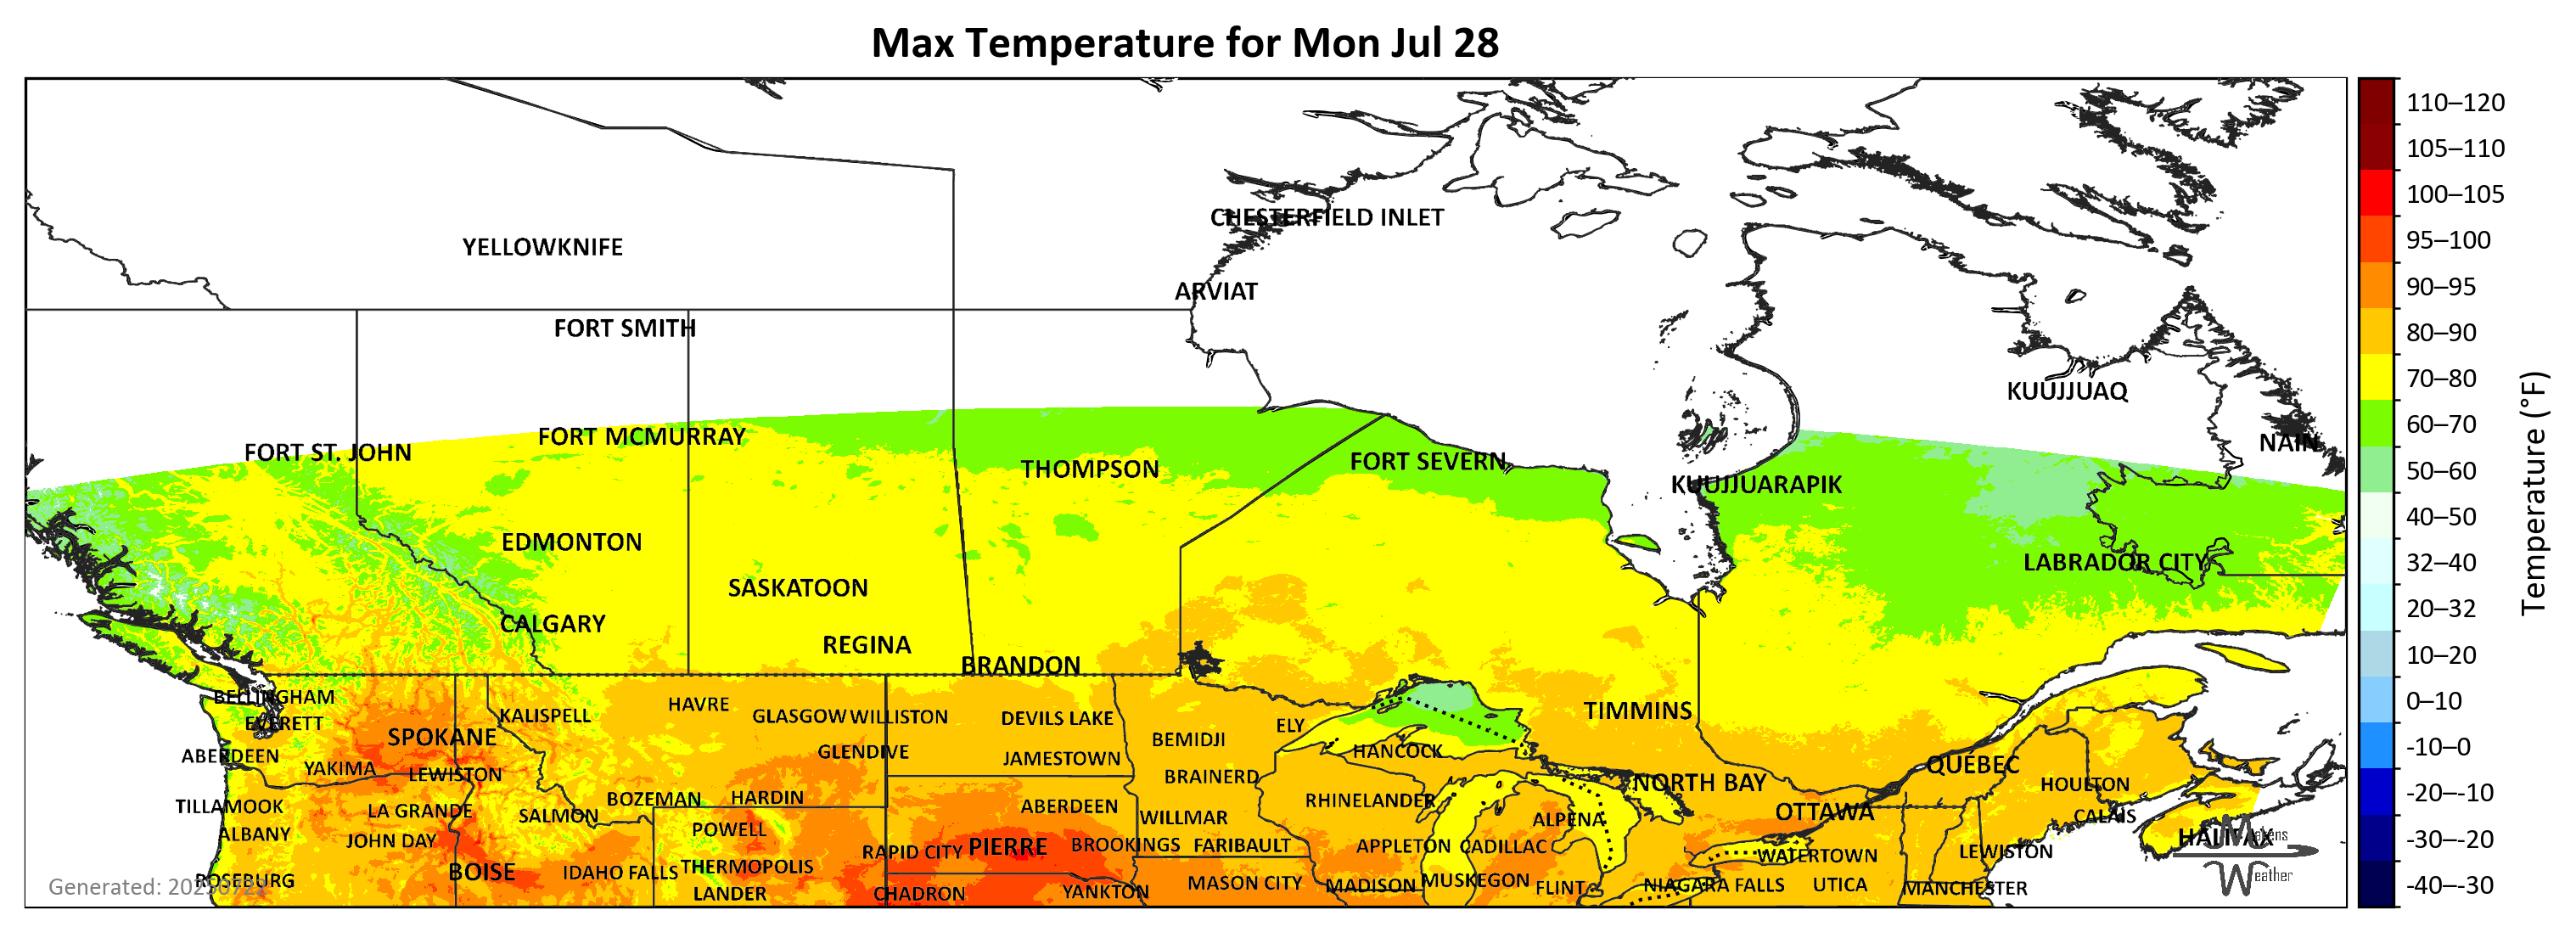 Max Temperature for Mon Jul 28
110–120
105–110
100–105
95–100
90–95
80–90
70–80
60–70
50–60
40–50
32–40
20–32
10–20
0–10
-10–0
-20–-10
-30–-20
-40–-30
Temperature (°F)
CHESTERFIELD INLET
YELLOWKNIFE
ARVIAT
FORT SMITH
KUUJJUAQ
FORT MCMURRAY
NAIN
FORT ST. JOHN
FORT SEVERN
THOMPSON
KUUJJUARAPIK
EDMONTON
LABRADOR CITY
SASKATOON
CALGARY
REGINA
BRANDON
BELLINGHAM
HAVRE
TIMMINS
KALISPELL
GLASGOW
WILLISTON
DEVILS LAKE
EVERETT
ELY
SPOKANE
BEMIDJI
HANCOCK
GLENDIVE
ABERDEEN
JAMESTOWN
QUÉBEC
YAKIMA
LEWISTON
BRAINERD
NORTH BAY
HOULTON
BOZEMAN
HARDIN
RHINELANDER
TILLAMOOK
LA GRANDE
ABERDEEN
OTTAWA
SALMON
WILLMAR
CALAIS
ALPENA
POWELL
ALBANY
HALIFAX
JOHN DAY
BROOKINGS
FARIBAULT
APPLETON
CADILLAC
PIERRE
RAPID CITY
LEWISTON
WATERTOWN
THERMOPOLIS
BOISE
IDAHO FALLS
ROSEBURG
MUSKEGON
MASON CITY
MADISON
FLINT
NIAGARA FALLS
UTICA
MANCHESTER
LANDER
CHADRON
YANKTON
Makens
Weather
Generated: 20250722